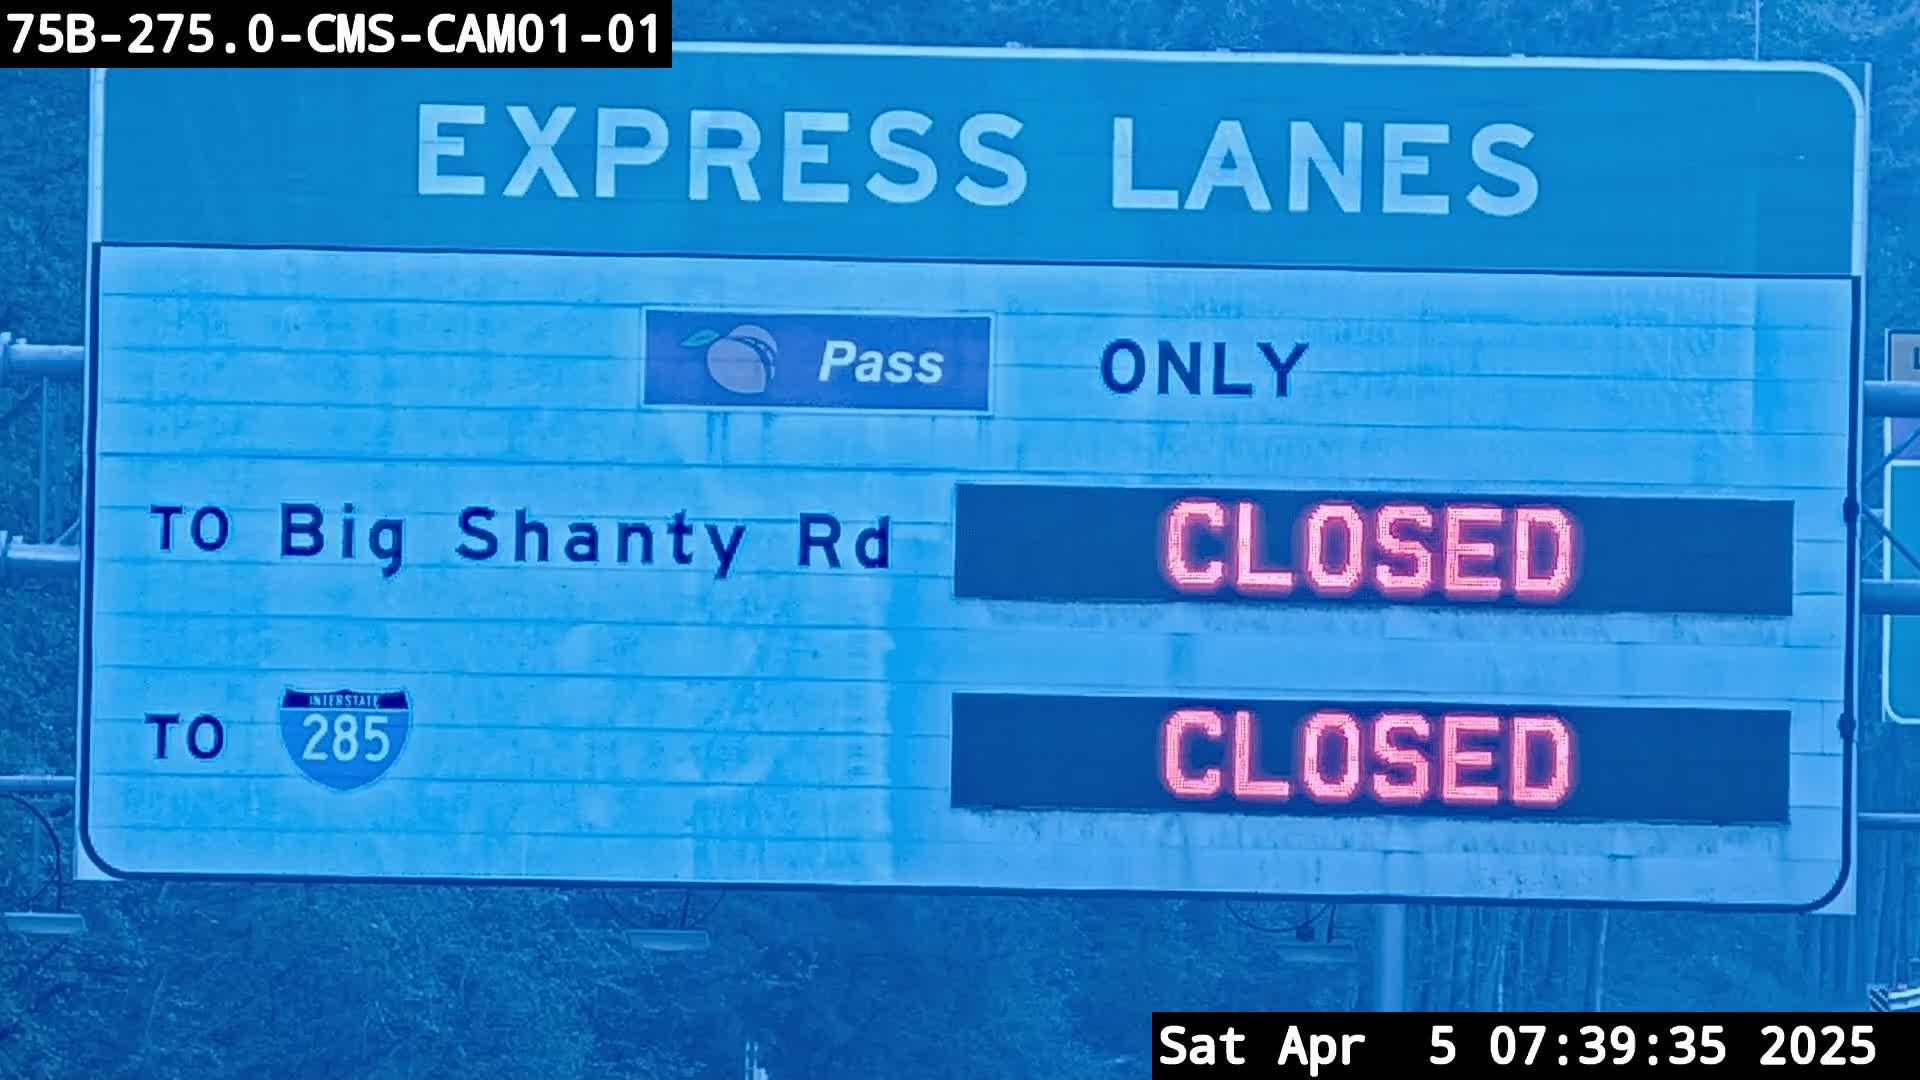 75B-275.0-CMS-CAM01-01
EXPRESS LANES
Pass ONLY
TO Big Shanty Rd CLOSED
TO INTERSTATE 285 CLOSED
Sat Apr 5 07:39:35 2025